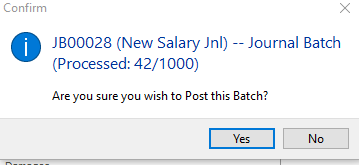 Confirm
JB00028 (New Salary Jnl) -- Journal Batch
(Processed: 42/1000)
Are you sure you wish to Post this Batch?
Yes No